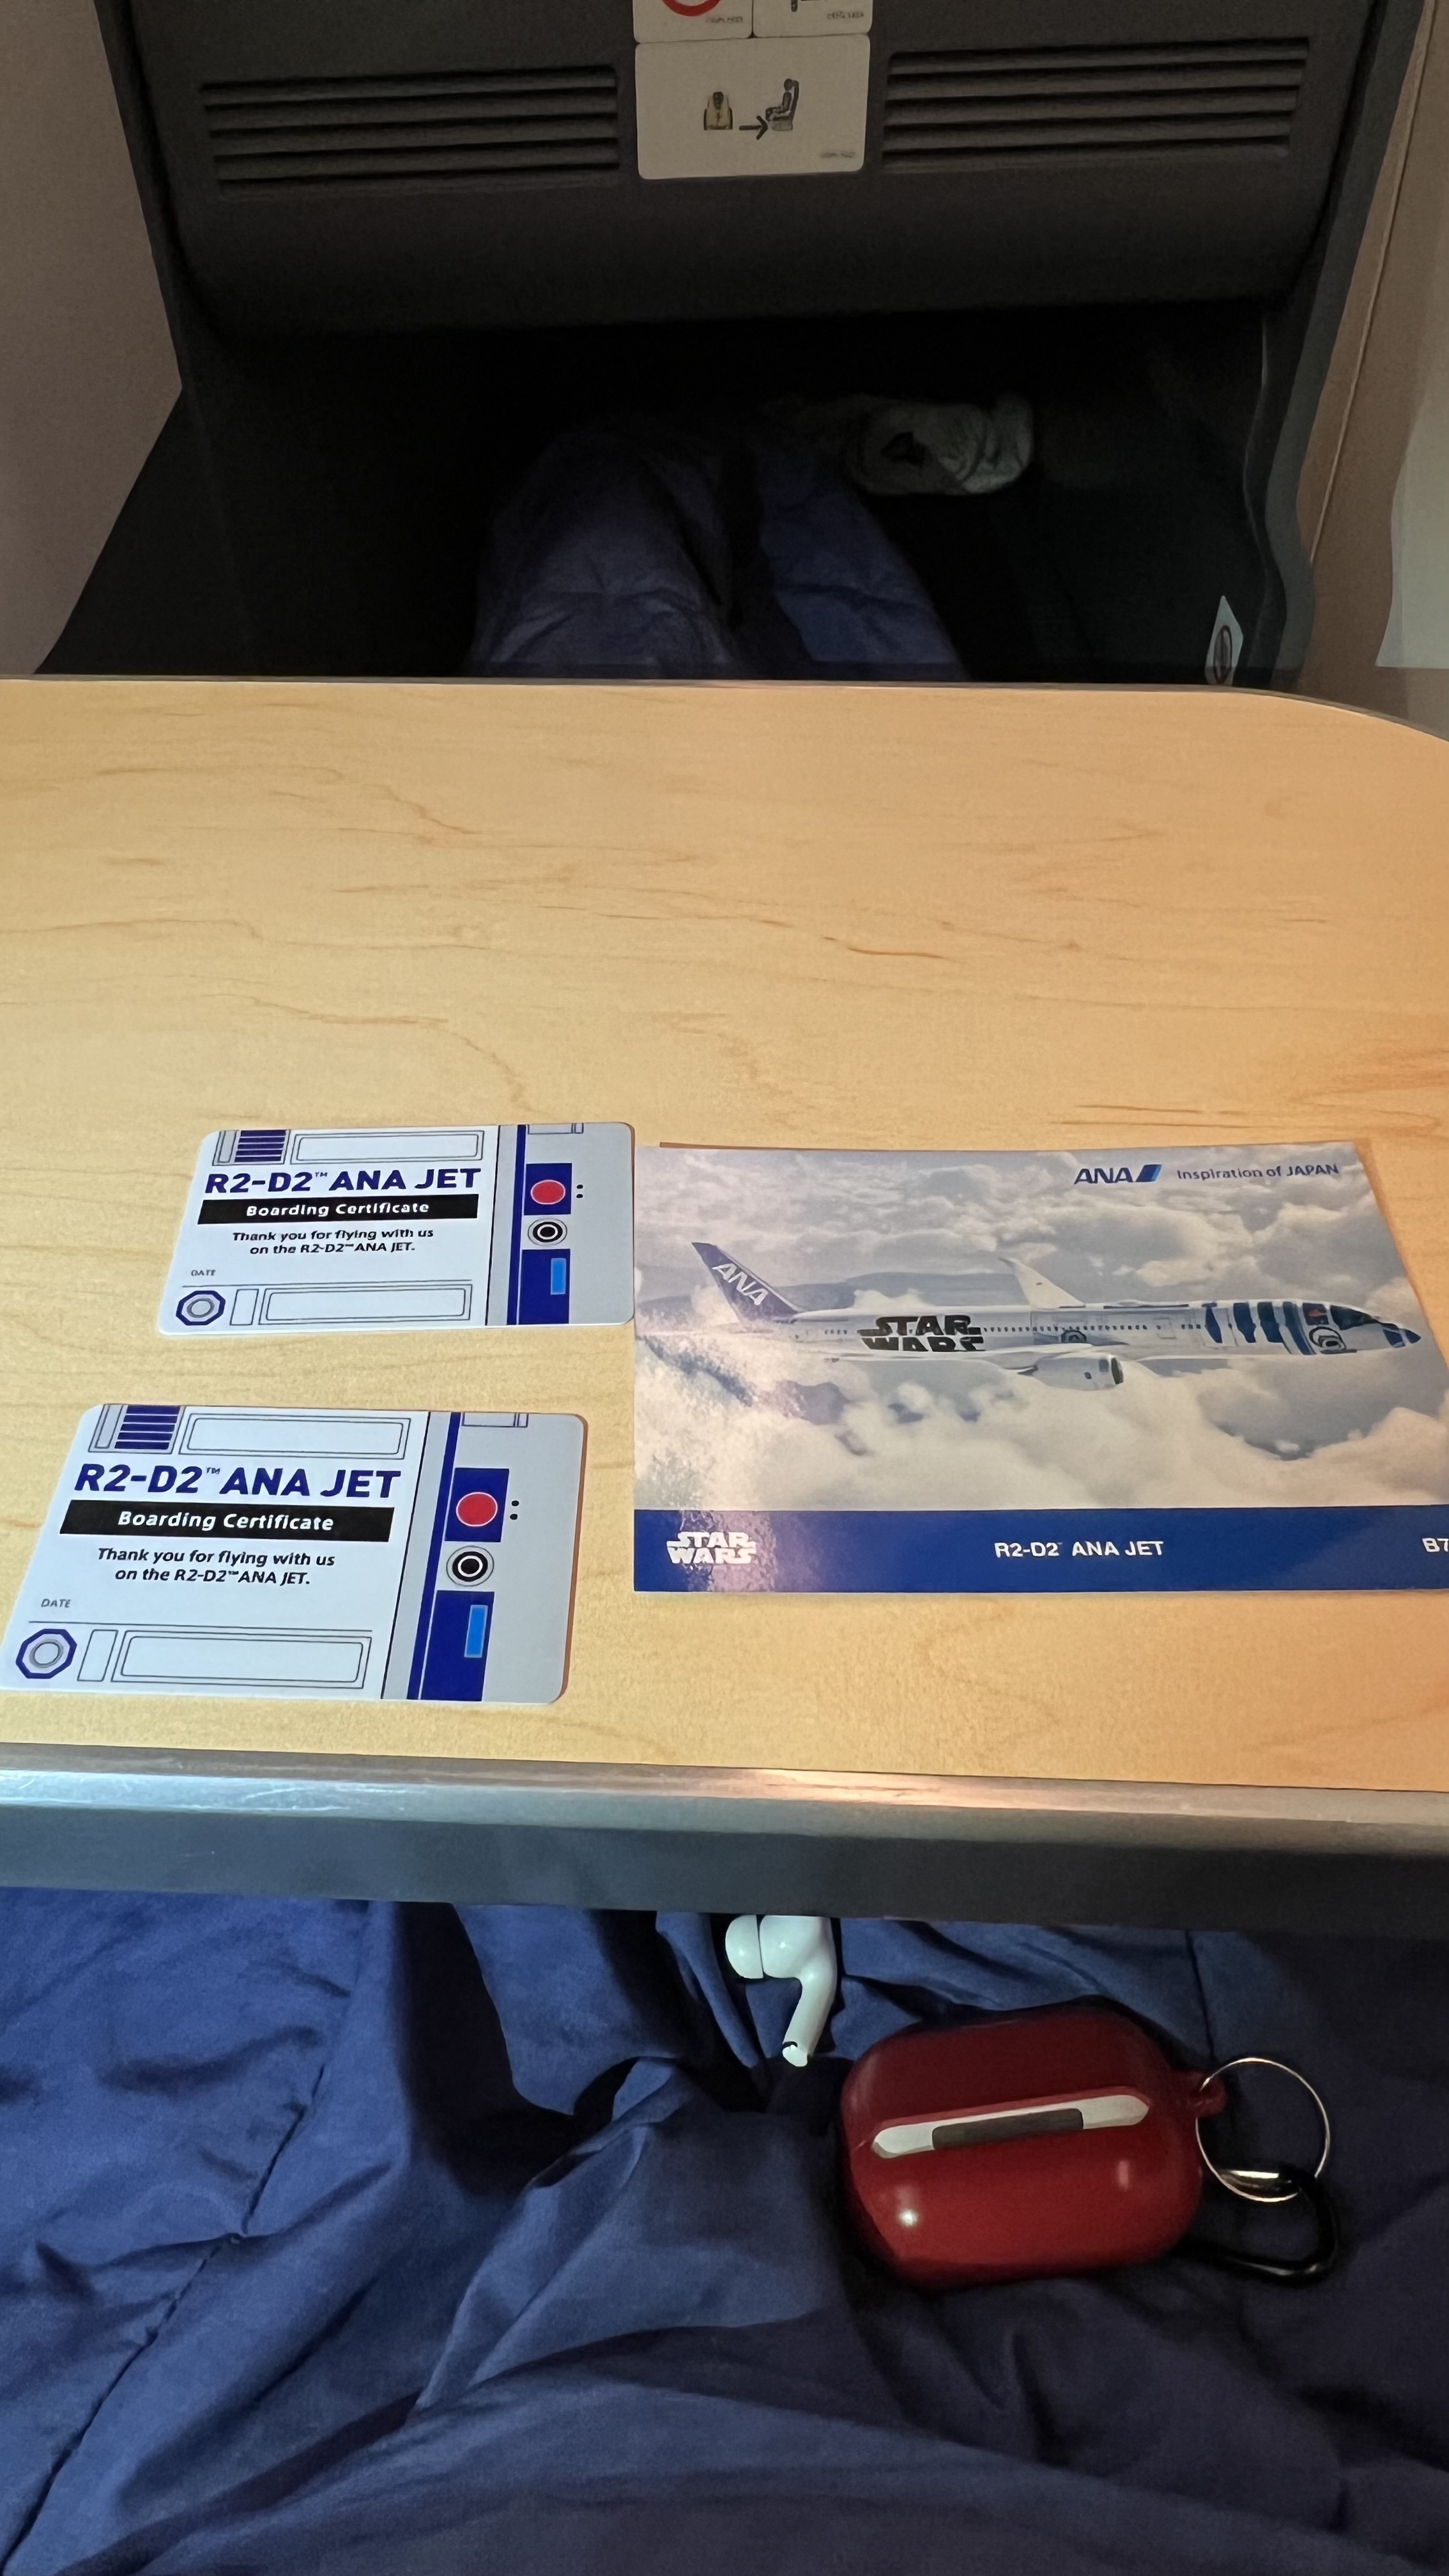 R2-D2™ ANA JET
Boarding Certificate
Thank you for flying with us
on the R2-D2™ ANA JET.
DATE
ANA Inspiration of JAPAN
ANA
STAR
WARS
STAR
WARS
R2-D2™ ANA JET
B7
R2-D2™ ANA JET
Boarding Certificate
Thank you for flying with us
on the R2-D2™ ANA JET.
DATE